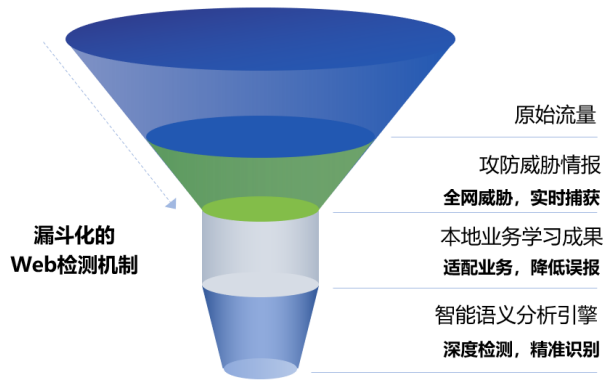 原始流量
攻防威胁情报
全网威胁，实时捕获
漏斗化的
Web检测机制
本地业务学习成果
适配业务，降低误报
智能语义分析引擎
深度检测，精准识别